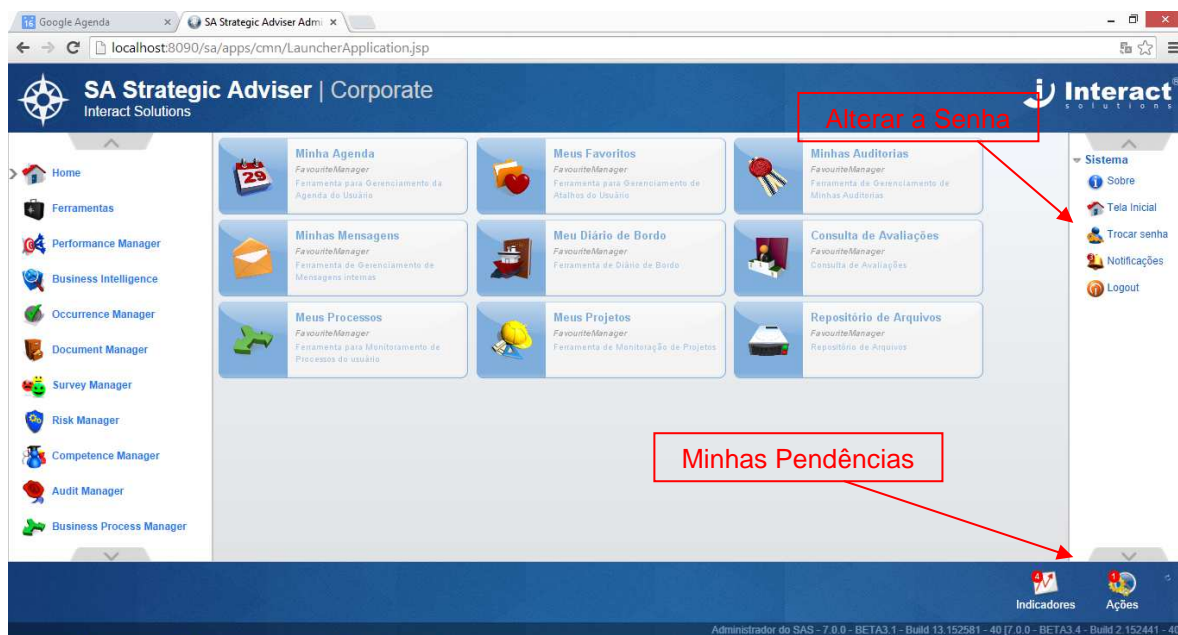 Google Agenda
SA Strategic Adviser Admi
localhost:8090/sa/apps/cmn/LauncherApplication.jsp
SA Strategic Adviser | Corporate
Interact Solutions
Interact
solutions
Alterar a Senha
Home
Ferramentas
Performance Manager
Business Intelligence
Occurrence Manager
Document Manager
Survey Manager
Risk Manager
Competence Manager
Audit Manager
Business Process Manager
29
Minha Agenda
FavouriteManager
Ferramenta para Gerenciamento da
Agenda do Usuário
Meus Favoritos
FavouriteManager
Ferramenta para Gerenciamento de
Atalhos do Usuário
Minhas Auditorias
FavouriteManager
Ferramenta de Gerenciamento de
Minhas Auditorias
Minhas Mensagens
FavouriteManager
Ferramenta de Gerenciamento de
Mensagens internas
Meu Diário de Bordo
FavouriteManager
Ferramenta de Diário de Bordo
Consulta de Avaliações
FavouriteManager
Consulta de Avaliações
Meus Processos
FavouriteManager
Ferramenta para Monitoramento de
Processos do usuário
Meus Projetos
FavouriteManager
Ferramenta de Monitoração de Projetos
Repositório de Arquivos
FavouriteManager
Repositório de Arquivos
Sistema
Sobre
Tela Inicial
Trocar senha
Notificações
Logout
Minhas Pendências
4
Indicadores
1
Ações
Administrador do SAS - 7.0.0 - BETA3.1 - Build 13.152581 - 40 [7.0.0 - BETA3.4 - Build 2.152441 - 40